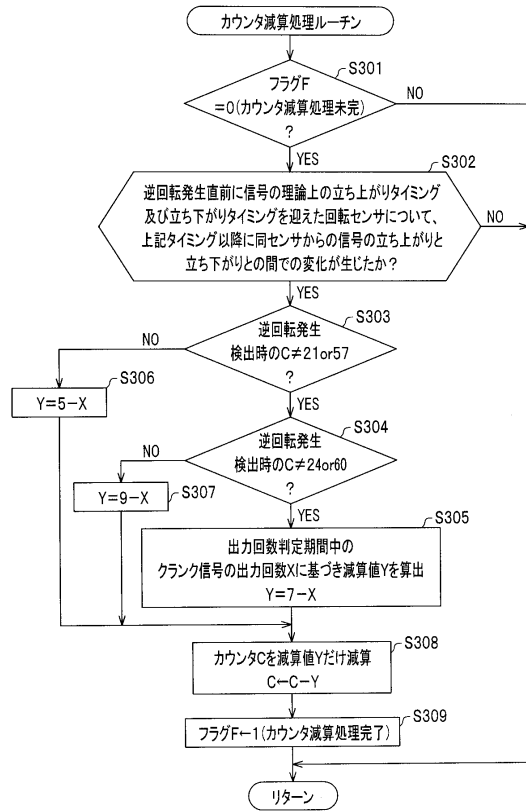 カウンタ減算処理ルーチン
S301
フラグF
=0(カウンタ減算処理未完)
?
NO
YES
S302
逆回転発生直前に信号の理論上の立ち上がりタイミング
及び立ち下がりタイミングを迎えた回転センサについて、
上記タイミング以降に同センサからの信号の立ち上がりと
立ち下がりとの間での変化が生じたか?
NO
YES
S303
逆回転発生
検出時のC≠21or57
?
NO
YES
S306
Y=5-X
S304
逆回転発生
検出時のC≠24or60
?
NO
YES
S307
Y=9-X
S305
出力回数判定期間中の
クランク信号の出力回数Xに基づき減算値Yを算出
Y=7-X
S308
カウンタCを減算値Yだけ減算
C←C-Y
S309
フラグF←1(カウンタ減算処理完了)
リターン